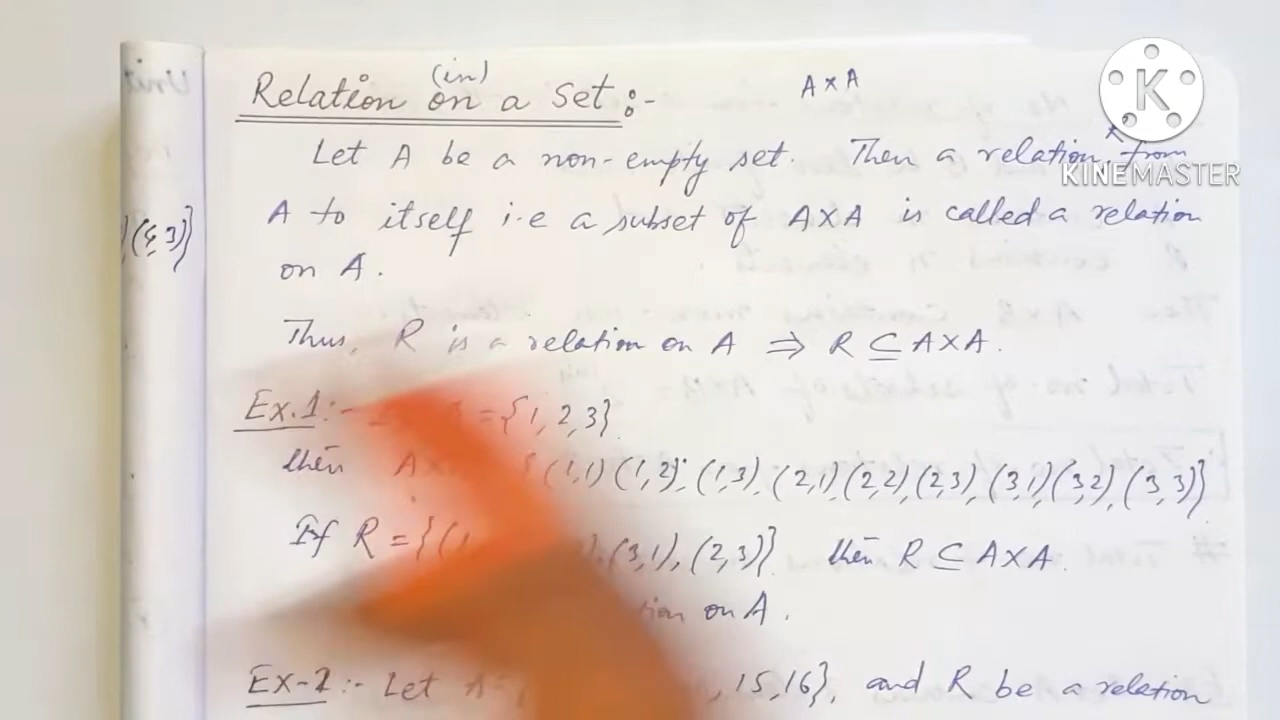 (in)
Relation on a set :-
A×A
K
KINEMASTER
Let A be a non-empty set. Then a relation from
A to itself i.e a subset of A×A is called a relation
on A.
,(4,3)}
Thus, R is a relation on A ⇒ R ⊆ A×A.
Ex.1:- = {1, 2, 3}
then A× {(1,1) (1,2), (1,3), (2,1) (2,2), (2,3), (3,1) (3,2), (3,3)}
If R = {(1, , (3,1), (2,3)} then R ⊆ A×A.
on A.
Ex-2:- Let A= , 15, 16}, and R be a relation